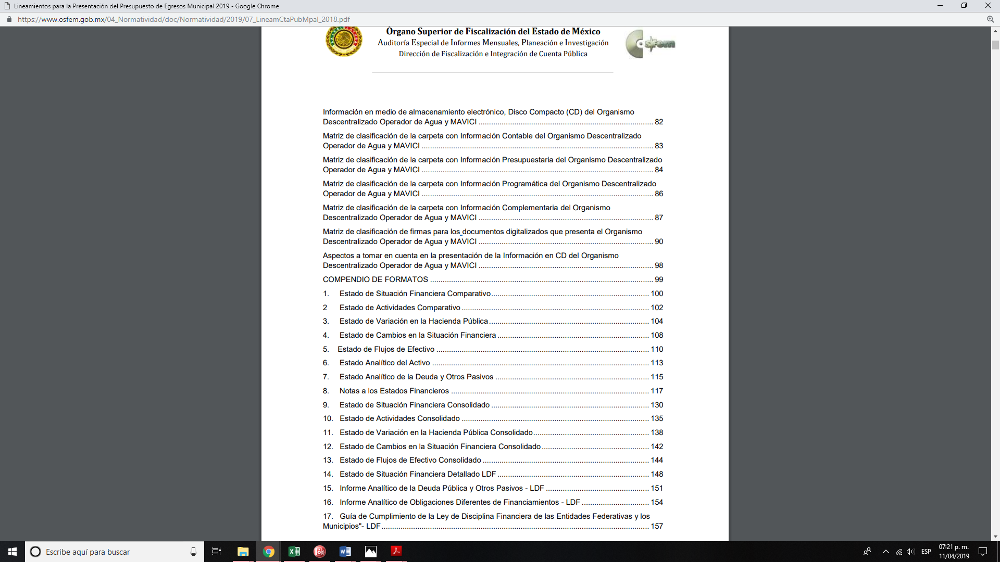 Lineamientos para la Presentación del Presupuesto de Egresos Municipal 2019 - Google Chrome
https://www.osfem.gob.mx/04_Normatividad/doc/Normatividad/2019/07_LineamCtaPubMpal_2018.pdf
Órgano Superior de Fiscalización del Estado de México
Auditoría Especial de Informes Mensuales, Planeación e Investigación
Dirección de Fiscalización e Integración de Cuenta Pública
osfem
Información en medio de almacenamiento electrónico, Disco Compacto (CD) del Organismo
Descentralizado Operador de Agua y MAVICI ........ 82
Matriz de clasificación de la carpeta con Información Contable del Organismo Descentralizado
Operador de Agua y MAVICI ........ 83
Matriz de clasificación de la carpeta con Información Presupuestaria del Organismo Descentralizado
Operador de Agua y MAVICI ........ 84
Matriz de clasificación de la carpeta con Información Programática del Organismo Descentralizado
Operador de Agua y MAVICI ........ 86
Matriz de clasificación de la carpeta con Información Complementaria del Organismo
Descentralizado Operador de Agua y MAVICI ........ 87
Matriz de clasificación de firmas para los documentos digitalizados que presenta el Organismo
Descentralizado Operador de Agua y MAVICI ........ 90
Aspectos a tomar en cuenta en la presentación de la Información en CD del Organismo
Descentralizado Operador de Agua y MAVICI ........ 98
COMPENDIO DE FORMATOS ........ 99
1. Estado de Situación Financiera Comparativo ........ 100
2 Estado de Actividades Comparativo ........ 102
3. Estado de Variación en la Hacienda Pública ........ 104
4. Estado de Cambios en la Situación Financiera ........ 108
5. Estado de Flujos de Efectivo ........ 110
6. Estado Analítico del Activo ........ 113
7. Estado Analítico de la Deuda y Otros Pasivos ........ 115
8. Notas a los Estados Financieros ........ 117
9. Estado de Situación Financiera Consolidado ........ 130
10. Estado de Actividades Consolidado ........ 135
11. Estado de Variación en la Hacienda Pública Consolidado ........ 138
12. Estado de Cambios en la Situación Financiera Consolidado ........ 142
13. Estado de Flujos de Efectivo Consolidado ........ 144
14. Estado de Situación Financiera Detallado LDF ........ 148
15. Informe Analítico de la Deuda Pública y Otros Pasivos - LDF ........ 151
16. Informe Analítico de Obligaciones Diferentes de Financiamientos - LDF ........ 154
17. Guía de Cumplimiento de la Ley de Disciplina Financiera de las Entidades Federativas y los
Municipios"- LDF ........ 157
Escribe aquí para buscar
ESP
07:21 p. m.
11/04/2019